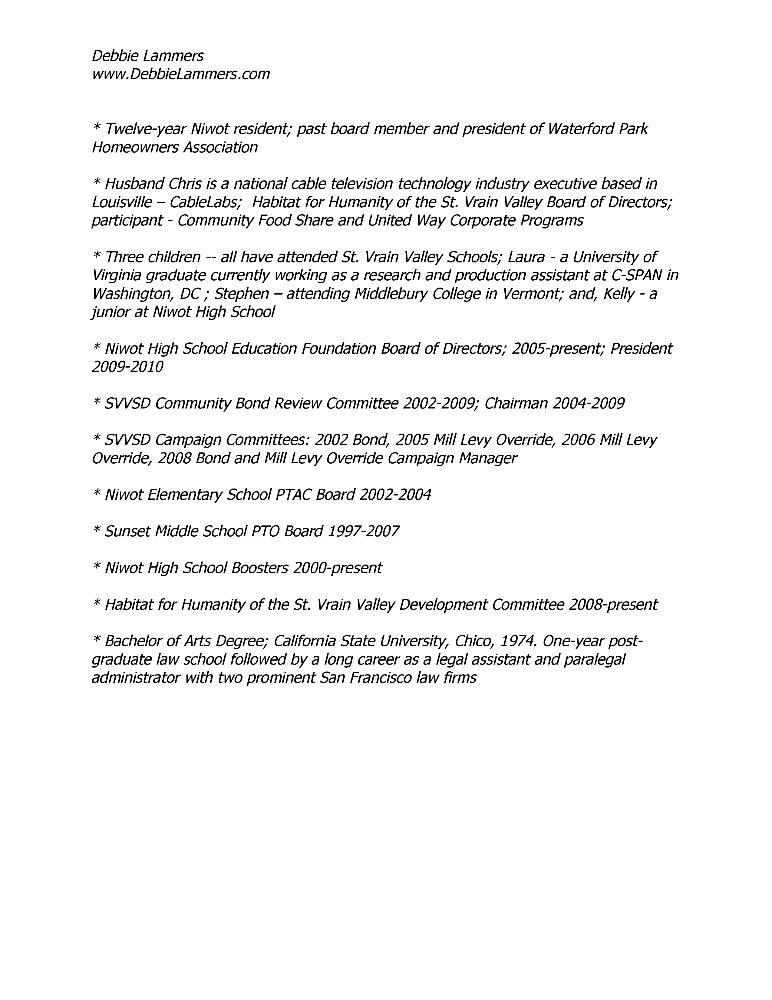 Debbie Lammers
www.DebbieLammers.com
* Twelve-year Niwot resident; past board member and president of Waterford Park
Homeowners Association
* Husband Chris is a national cable television technology industry executive based in
Louisville – CableLabs;  Habitat for Humanity of the St. Vrain Valley Board of Directors;
participant - Community Food Share and United Way Corporate Programs
* Three children -- all have attended St. Vrain Valley Schools; Laura - a University of
Virginia graduate currently working as a research and production assistant at C-SPAN in
Washington, DC ; Stephen – attending Middlebury College in Vermont; and, Kelly - a
junior at Niwot High School
* Niwot High School Education Foundation Board of Directors; 2005-present; President
2009-2010
* SVVSD Community Bond Review Committee 2002-2009; Chairman 2004-2009
* SVVSD Campaign Committees: 2002 Bond, 2005 Mill Levy Override, 2006 Mill Levy
Override, 2008 Bond and Mill Levy Override Campaign Manager
* Niwot Elementary School PTAC Board 2002-2004
* Sunset Middle School PTO Board 1997-2007
* Niwot High School Boosters 2000-present
* Habitat for Humanity of the St. Vrain Valley Development Committee 2008-present
* Bachelor of Arts Degree; California State University, Chico, 1974. One-year post-
graduate law school followed by a long career as a legal assistant and paralegal
administrator with two prominent San Francisco law firms